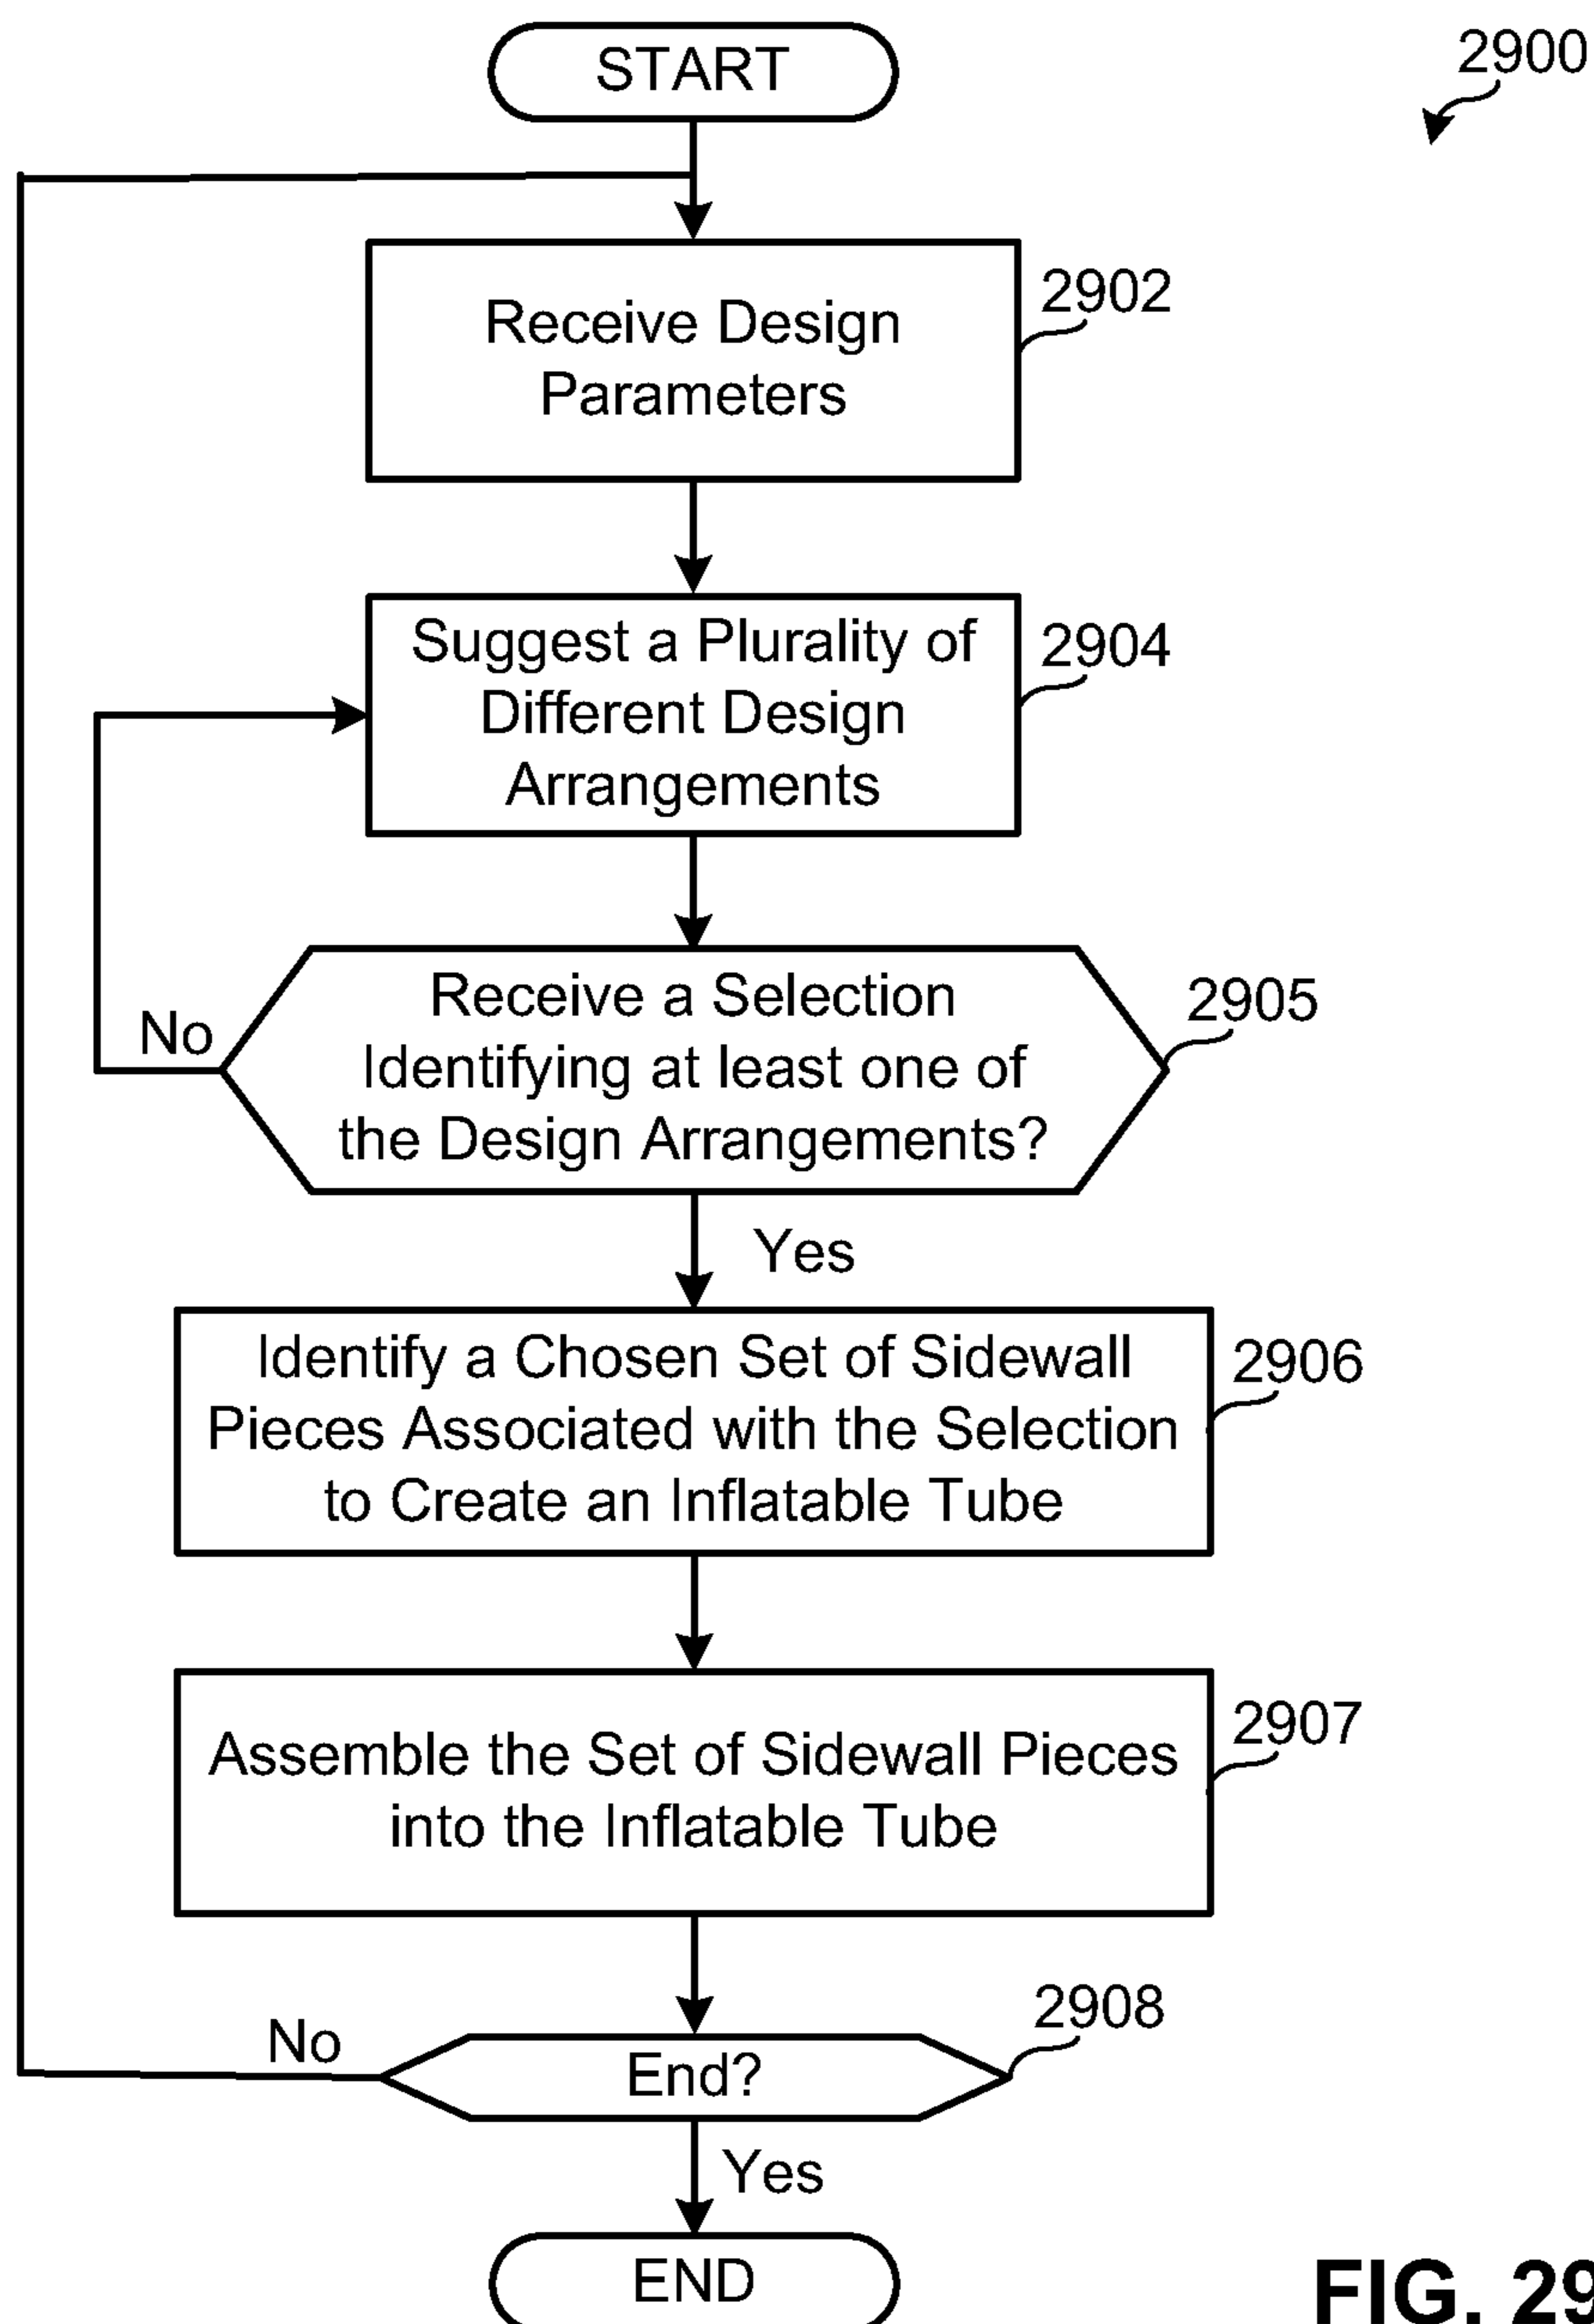 START
2900
Receive Design
Parameters
2902
Suggest a Plurality of
Different Design
Arrangements
2904
Receive a Selection
Identifying at least one of
the Design Arrangements?
2905
No
Yes
Identify a Chosen Set of Sidewall
Pieces Associated with the Selection
to Create an Inflatable Tube
2906
Assemble the Set of Sidewall Pieces
into the Inflatable Tube
2907
End?
2908
No
Yes
END
FIG. 29